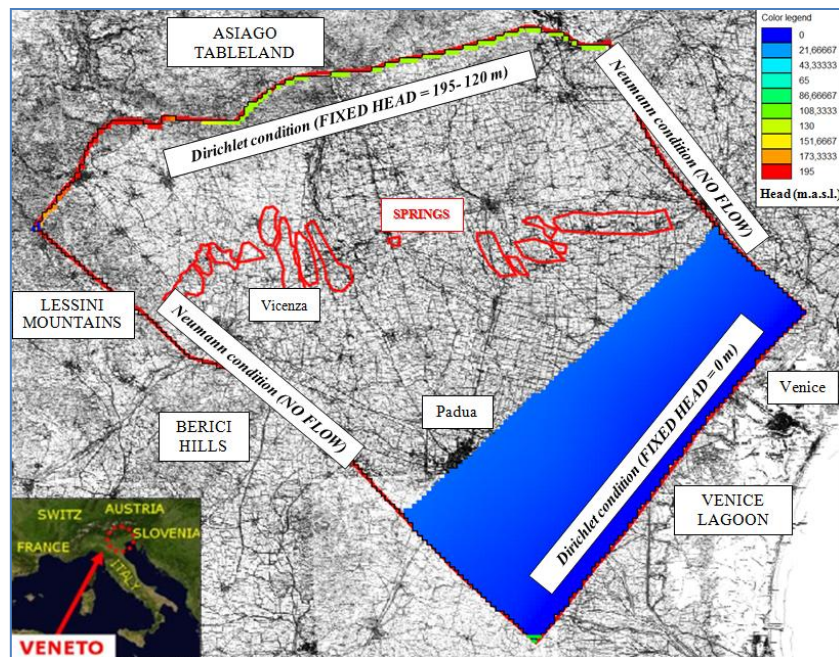 ASIAGO
TABLELAND
Color legend
0
21,66667
43,33333
65
86,66667
108,3333
130
151,6667
173,3333
195
Head (m.a.s.l.)
Neumann condition (NO FLOW)
Dirichlet condition (FIXED HEAD = 195- 120 m)
SPRINGS
LESSINI
MOUNTAINS
Vicenza
Neumann condition (NO FLOW)
BERICI
HILLS
Padua
Dirichlet condition (FIXED HEAD = 0 m)
Venice
VENICE
LAGOON
SWITZ
AUSTRIA
SLOVENIA
FRANCE
ITALY
VENETO